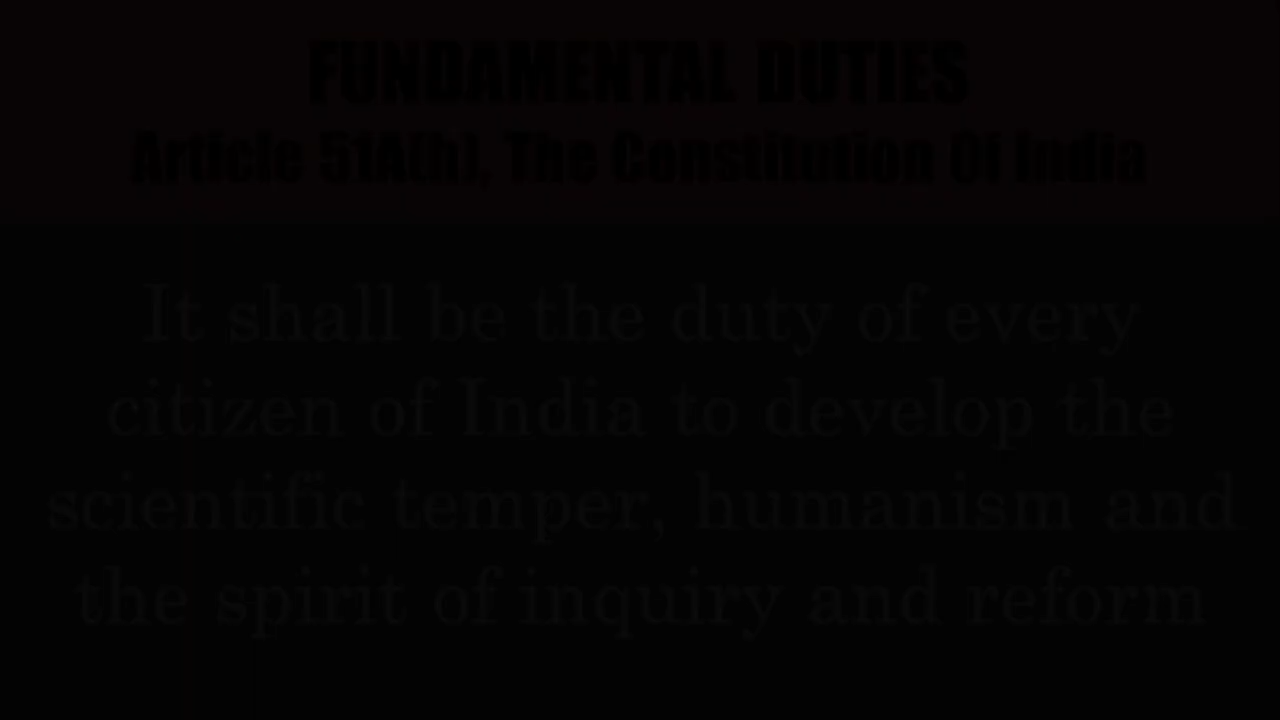 FUNDAMENTAL DUTIES
Article 51A(h), The Constitution Of India
It shall be the duty of every
citizen of India to develop the
scientific temper, humanism and
the spirit of inquiry and reform